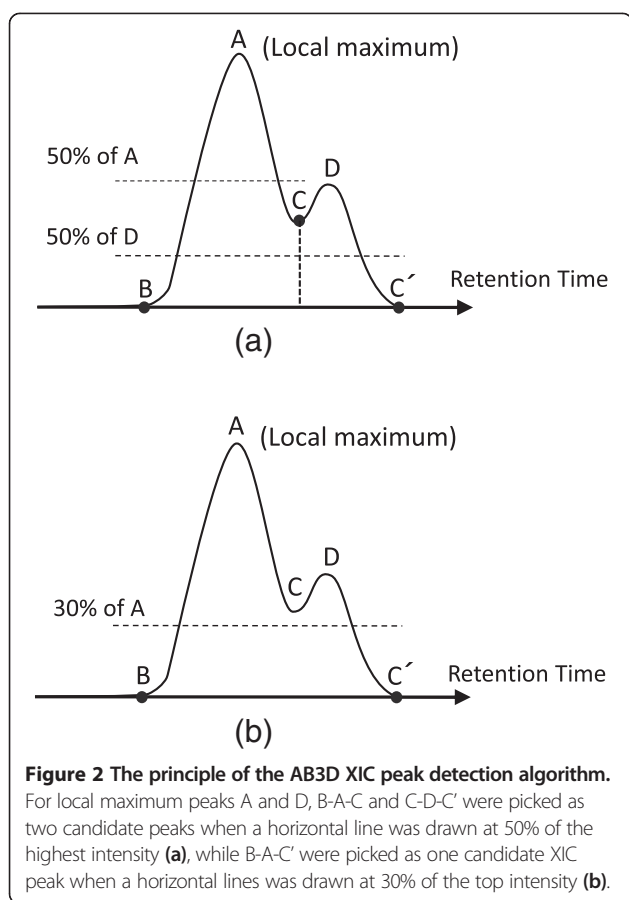 A (Local maximum)
50% of A
D
C
50% of D
B
C´
Retention Time
(a)
A (Local maximum)
D
C
30% of A
B
C´
Retention Time
(b)
Figure 2 The principle of the AB3D XIC peak detection algorithm.
For local maximum peaks A and D, B-A-C and C-D-C’ were picked as
two candidate peaks when a horizontal line was drawn at 50% of the
highest intensity (a), while B-A-C’ were picked as one candidate XIC
peak when a horizontal lines was drawn at 30% of the top intensity (b).